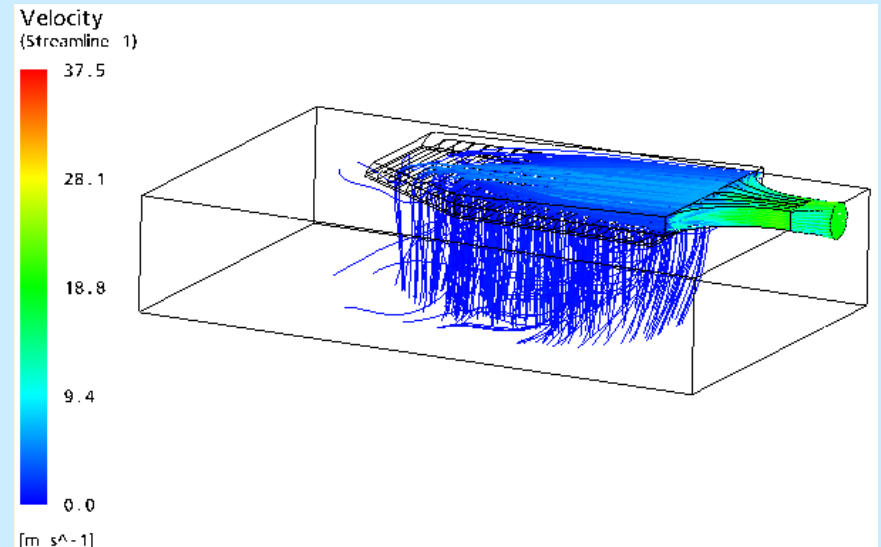 Velocity
(Streamline 1)
37.5
28.1
18.8
9.4
0.0
[m s^-1]